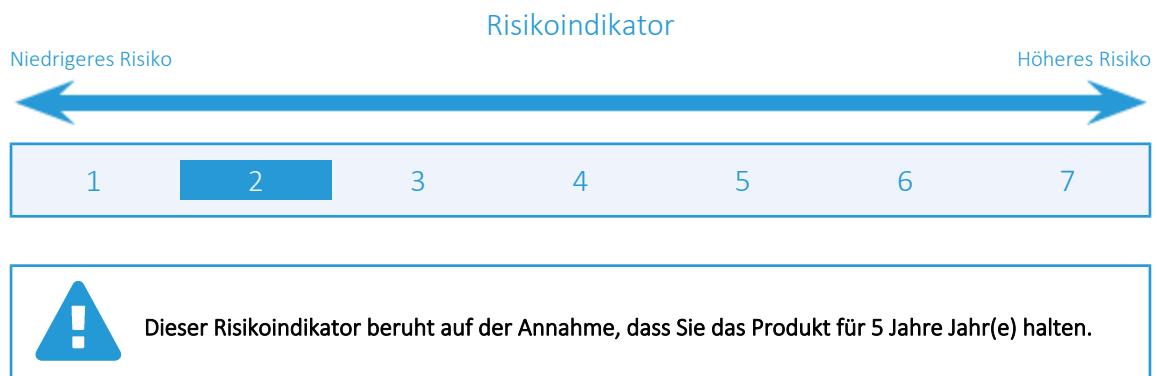 Risikoindikator
Niedrigeres Risiko Höheres Risiko
1 2 3 4 5 6 7
Dieser Risikoindikator beruht auf der Annahme, dass Sie das Produkt für 5 Jahre Jahr(e) halten.